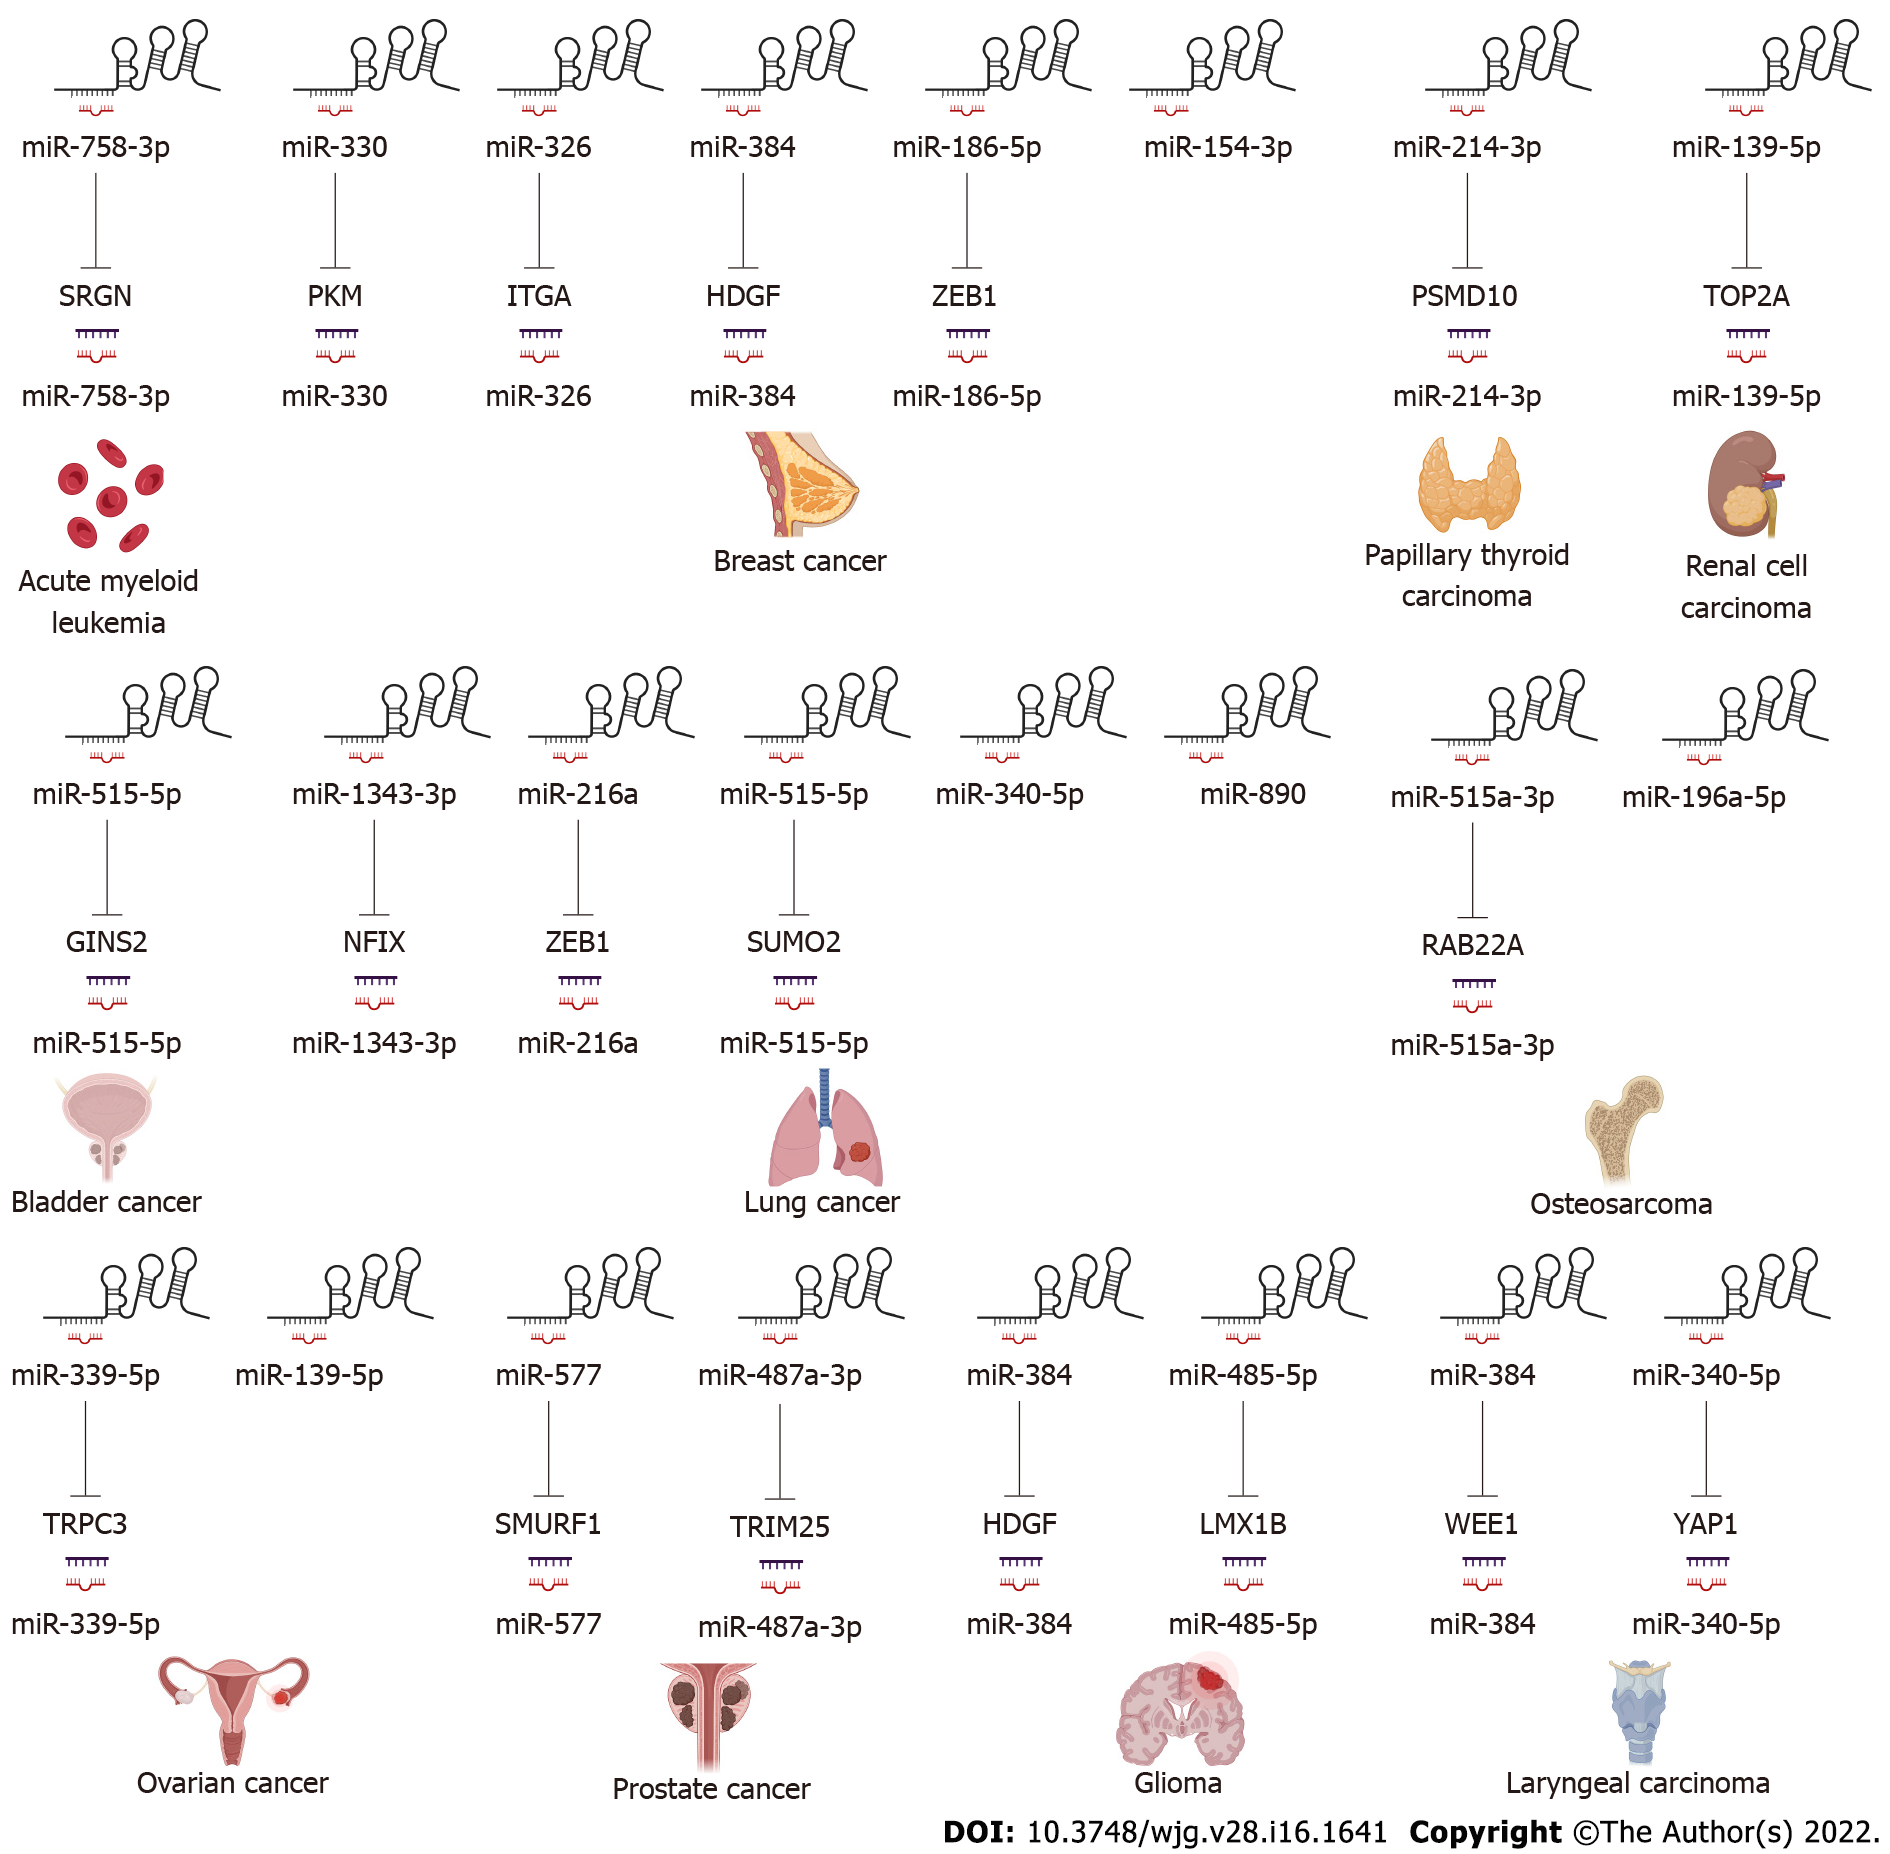 miR-758-3p miR-330 miR-326 miR-384 miR-186-5p miR-154-3p miR-214-3p miR-139-5p
SRGN PKM ITGA HDGF ZEB1 PSMD10 TOP2A
miR-758-3p miR-330 miR-326 miR-384 miR-186-5p miR-214-3p miR-139-5p
Acute myeloid
leukemia
Breast cancer
Papillary thyroid
carcinoma
Renal cell
carcinoma
miR-515-5p miR-1343-3p miR-216a miR-515-5p miR-340-5p miR-890 miR-515a-3p miR-196a-5p
GINS2 NFIX ZEB1 SUMO2 RAB22A
miR-515-5p miR-1343-3p miR-216a miR-515-5p miR-515a-3p
Bladder cancer
Lung cancer
Osteosarcoma
miR-339-5p miR-139-5p miR-577 miR-487a-3p miR-384 miR-485-5p miR-384 miR-340-5p
TRPC3 SMURF1 TRIM25 HDGF LMX1B WEE1 YAP1
miR-339-5p miR-577 miR-487a-3p miR-384 miR-485-5p miR-384 miR-340-5p
Ovarian cancer
Prostate cancer
Glioma
Laryngeal carcinoma
DOI: 10.3748/wjg.v28.i16.1641 Copyright ©The Author(s) 2022.